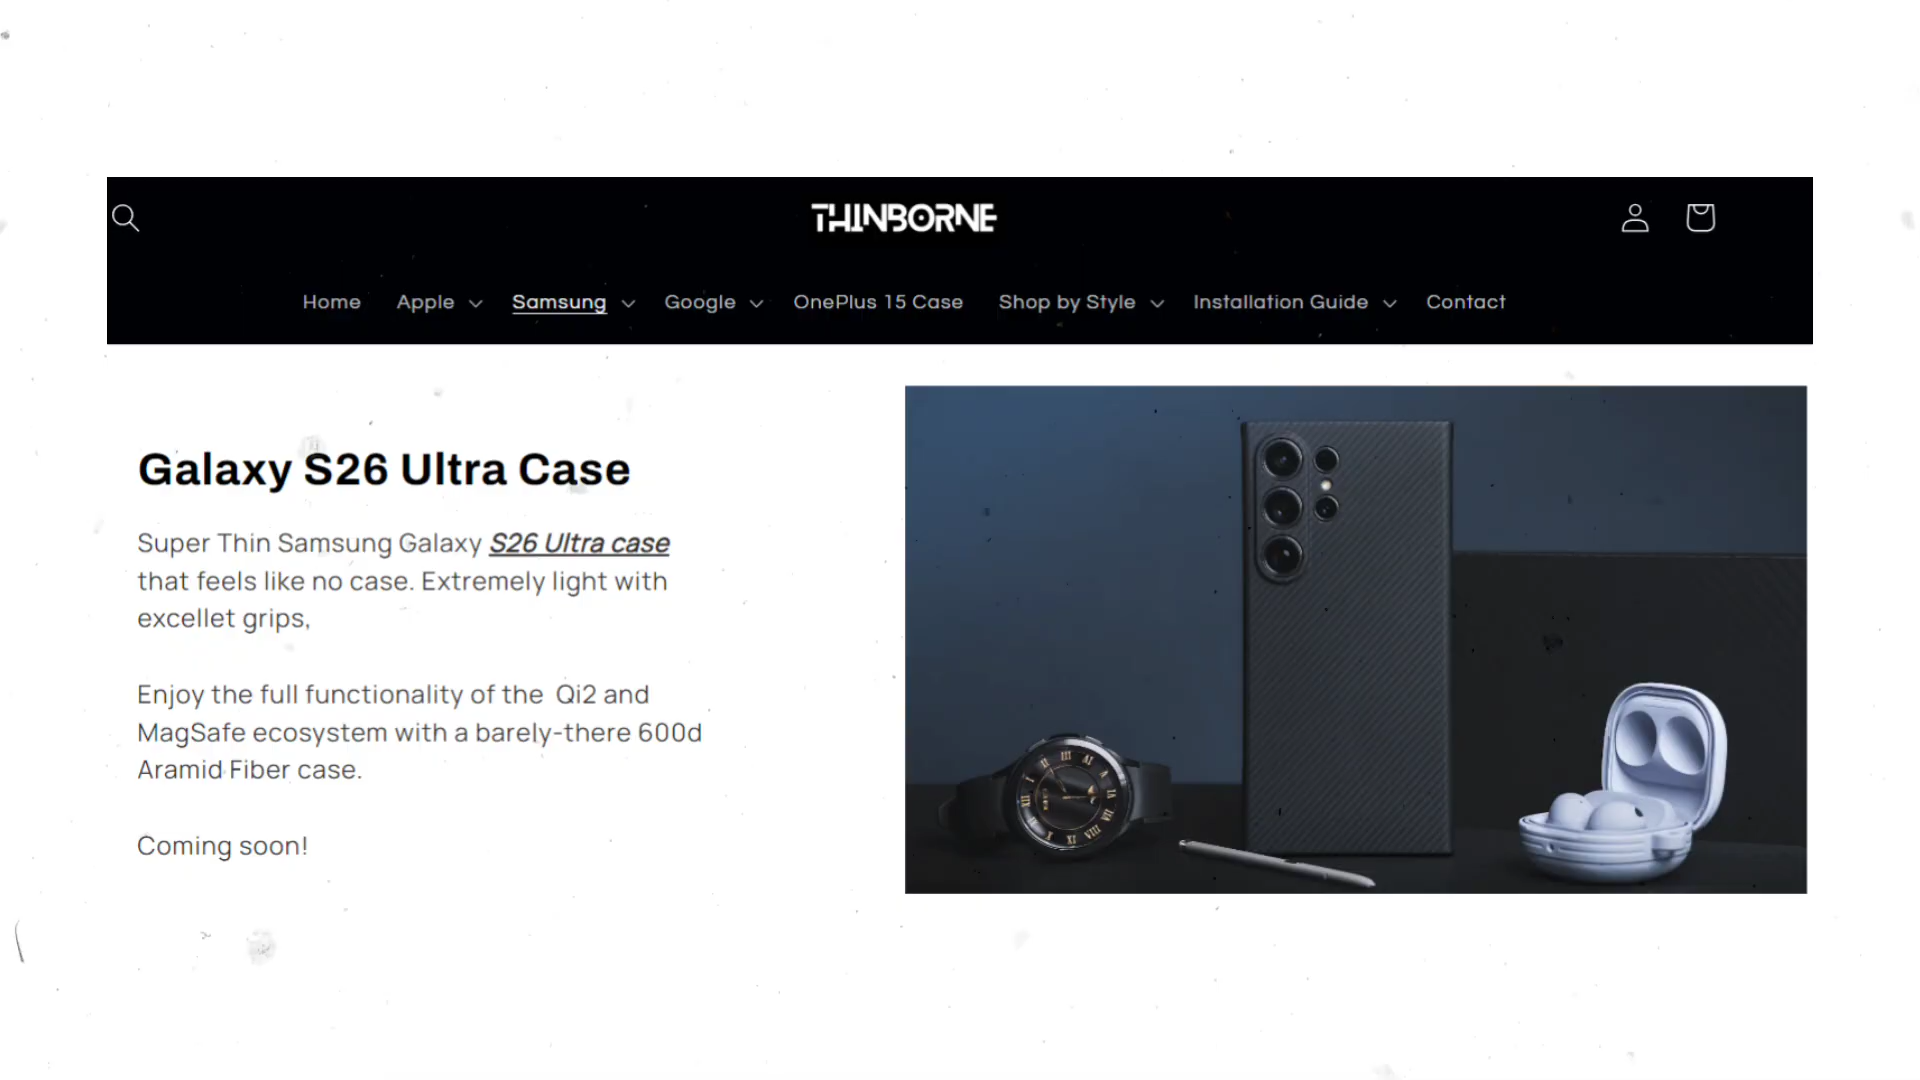 THINBORNE
Home Apple Samsung Google OnePlus 15 Case Shop by Style Installation Guide Contact
Galaxy S26 Ultra Case
Super Thin Samsung Galaxy S26 Ultra case
that feels like no case. Extremely light with
excellet grips,
Enjoy the full functionality of the Qi2 and
MagSafe ecosystem with a barely-there 600d
Aramid Fiber case.
Coming soon!